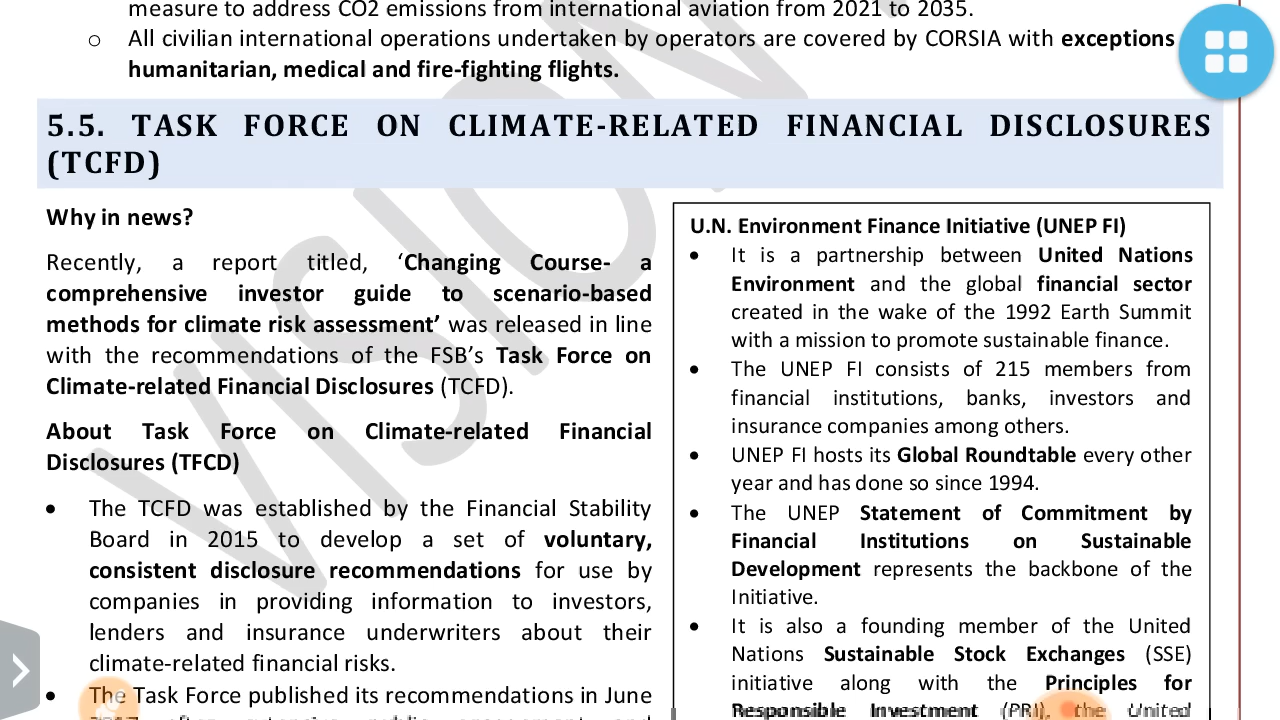 measure to address CO2 emissions from international aviation from 2021 to 2035.
o All civilian international operations undertaken by operators are covered by CORSIA with exceptions
humanitarian, medical and fire-fighting flights.
5.5. TASK FORCE ON CLIMATE-RELATED FINANCIAL DISCLOSURES
(TCFD)
Why in news?
Recently, a report titled, ‘Changing Course- a
comprehensive investor guide to scenario-based
methods for climate risk assessment’ was released in line
with the recommendations of the FSB’s Task Force on
Climate-related Financial Disclosures (TCFD).
About Task Force on Climate-related Financial
Disclosures (TFCD)
• The TCFD was established by the Financial Stability
Board in 2015 to develop a set of voluntary,
consistent disclosure recommendations for use by
companies in providing information to investors,
lenders and insurance underwriters about their
climate-related financial risks.
• The Task Force published its recommendations in June
U.N. Environment Finance Initiative (UNEP FI)
• It is a partnership between United Nations
Environment and the global financial sector
created in the wake of the 1992 Earth Summit
with a mission to promote sustainable finance.
• The UNEP FI consists of 215 members from
financial institutions, banks, investors and
insurance companies among others.
• UNEP FI hosts its Global Roundtable every other
year and has done so since 1994.
• The UNEP Statement of Commitment by
Financial Institutions on Sustainable
Development represents the backbone of the
Initiative.
• It is also a founding member of the United
Nations Sustainable Stock Exchanges (SSE)
initiative along with the Principles for
Responsible Investment (PRI), the United
VISION